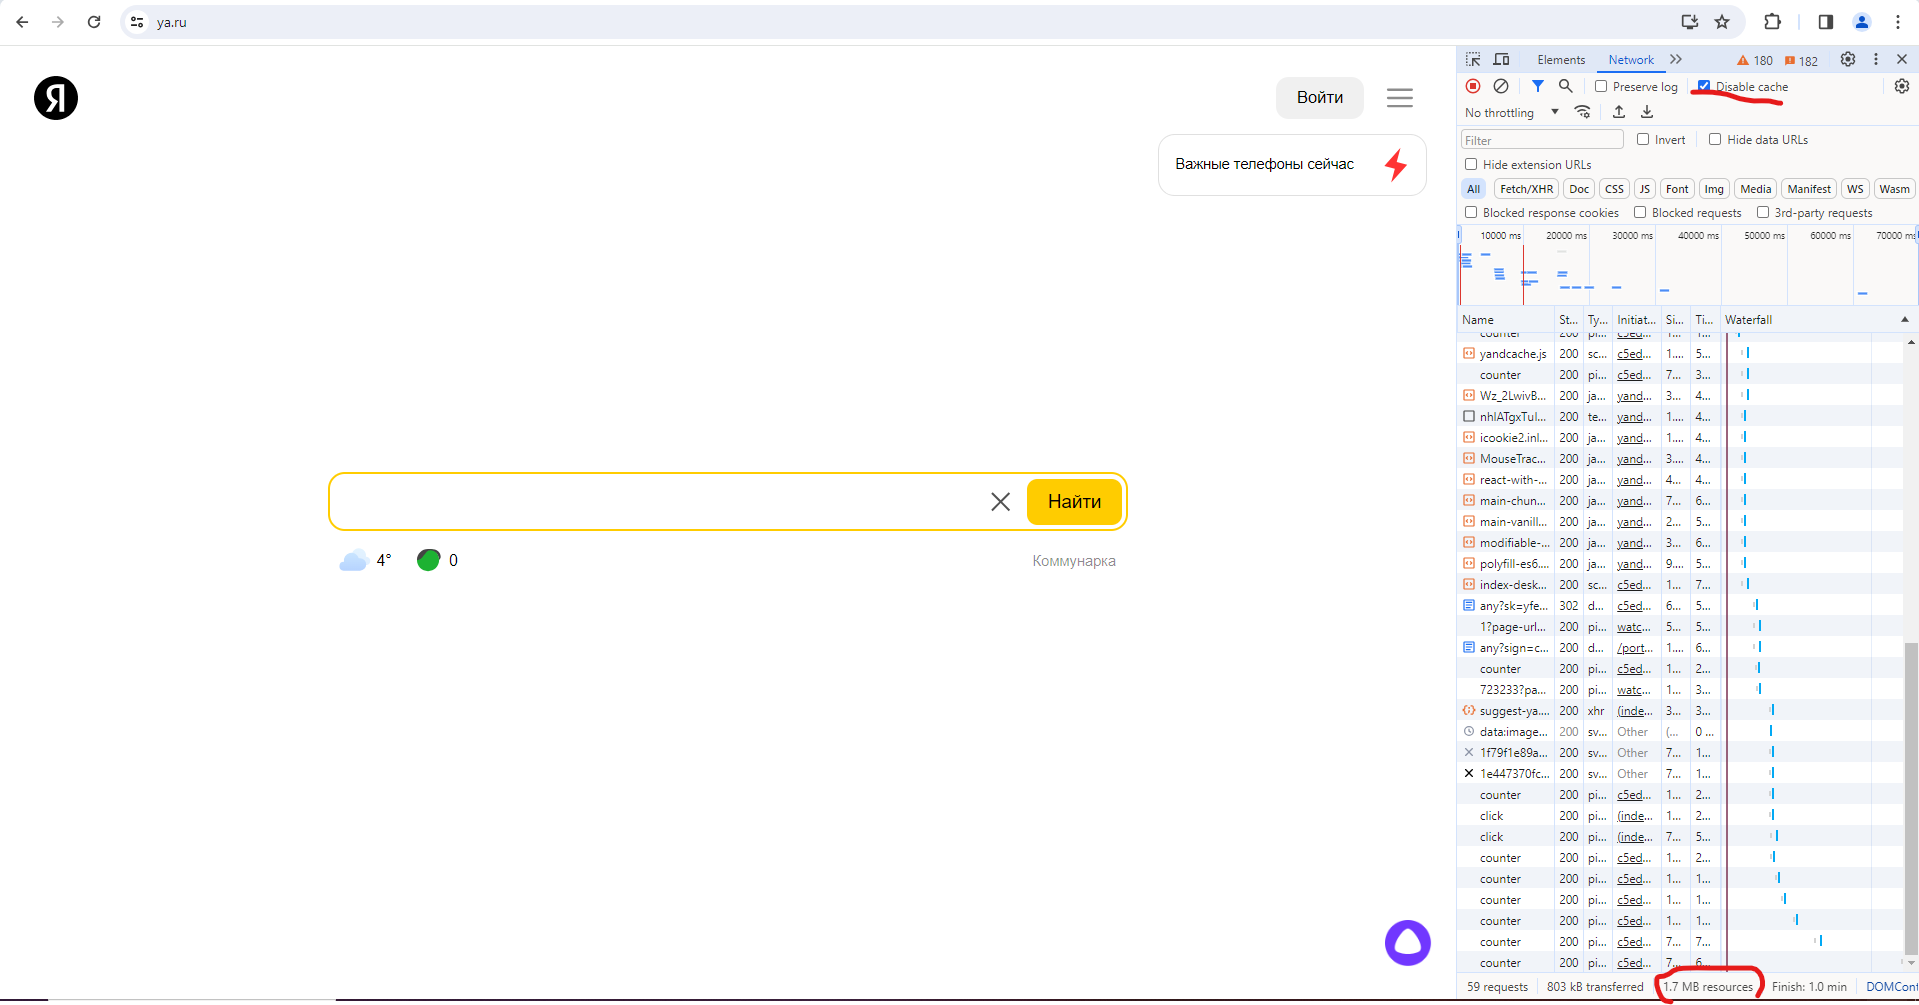 ya.ru
Я
Войти
Важные телефоны сейчас
Найти
4° 0 Коммунарка
Elements Network 180 182
Preserve log Disable cache
No throttling
Filter Invert Hide data URLs
Hide extension URLs
All Fetch/XHR Doc CSS JS Font Img Media Manifest WS Wasm
Blocked response cookies Blocked requests 3rd-party requests
10000 ms 20000 ms 30000 ms 40000 ms 50000 ms 60000 ms 70000 ms
Name St... Ty... Initiat... Si... Ti... Waterfall
counter 200 pi... c5ed... 1... 1...
yandcache.js 200 sc... c5ed... 1.... 5...
counter 200 pi... c5ed... 7... 3...
Wz_2LwivB... 200 ja... yand... 3... 4...
nhlATgxTul... 200 te... yand... 1.... 4...
icookie2.inl... 200 ja... yand... 1.... 4...
MouseTrac... 200 ja... yand... 3.... 4...
react-with-... 200 ja... yand... 4... 4...
main-chun... 200 ja... yand... 7... 6...
main-vanill... 200 ja... yand... 2... 5...
modifiable-... 200 ja... yand... 3... 6...
polyfill-es6.... 200 ja... yand... 9.... 5...
index-desk... 200 sc... c5ed... 1... 7...
any?sk=yfe... 302 d... c5ed... 6... 5...
1?page-url... 200 pi... watc... 5... 5...
any?sign=c... 200 d... /port... 1.... 6...
counter 200 pi... c5ed... 1... 2...
723233?pa... 200 pi... watc... 1... 3...
suggest-ya.... 200 xhr (inde... 3... 3...
data:image... 200 sv... Other (... 0 ...
1f79f1e89a... 200 sv... Other 7... 1...
1e447370fc... 200 sv... Other 7... 1...
counter 200 pi... c5ed... 1... 2...
click 200 pi... (inde... 1... 2...
click 200 pi... (inde... 7... 5...
counter 200 pi... c5ed... 1... 2...
counter 200 pi... c5ed... 1... 1...
counter 200 pi... c5ed... 1... 1...
counter 200 pi... c5ed... 1... 1...
counter 200 pi... c5ed... 7... 7...
counter 200 pi... c5ed... 7... 6...
59 requests 803 kB transferred 1.7 MB resources Finish: 1.0 min DOMCont